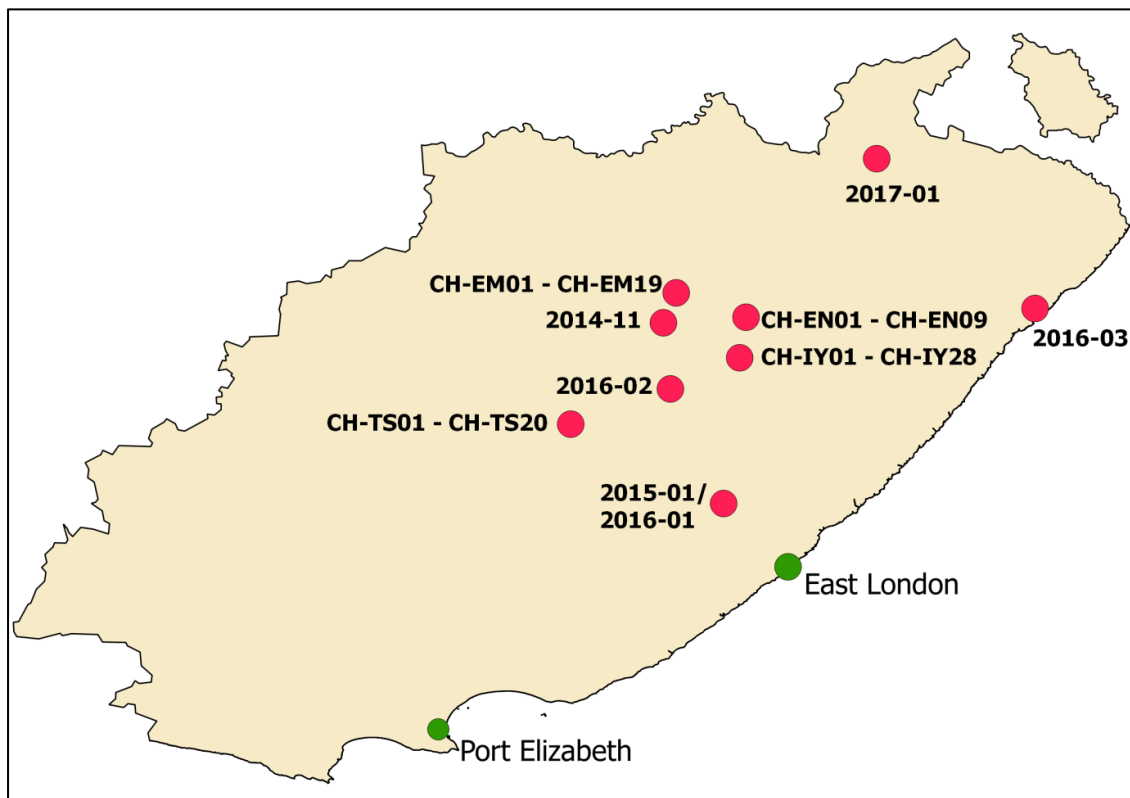 2017-01
CH-EM01 - CH-EM19
2014-11
CH-EN01 - CH-EN09
2016-03
CH-IY01 - CH-IY28
2016-02
CH-TS01 - CH-TS20
2015-01/
2016-01
East London
Port Elizabeth